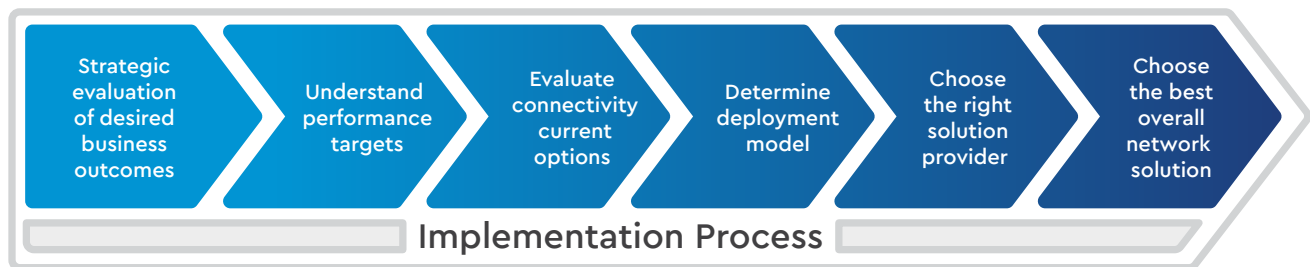 Strategic
evaluation
of desired
business
outcomes
Understand
performance
targets
Evaluate
connectivity
current
options
Determine
deployment
model
Choose
the right
solution
provider
Choose
the best
overall
network
solution
Implementation Process